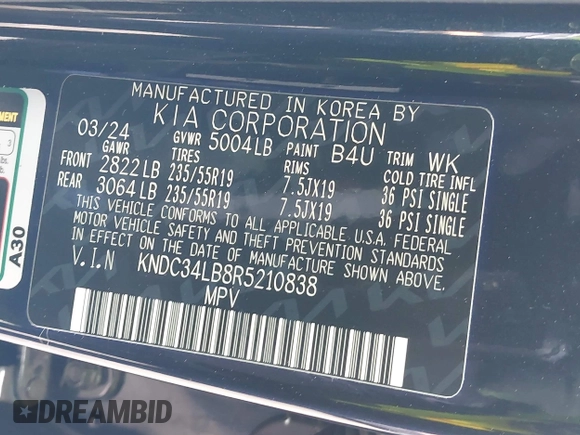 MANUFACTURED IN KOREA BY
KIA CORPORATION
03/24 GVWR 5004LB PAINT B4U TRIM WK
GAWR TIRES RIMS COLD TIRE INFL
FRONT 2822LB 235/55R19 7.5JX19 36 PSI SINGLE
REAR 3064LB 235/55R19 7.5JX19 36 PSI SINGLE
THIS VEHICLE CONFORMS TO ALL APPLICABLE U.S.A. FEDERAL
MOTOR VEHICLE SAFETY AND THEFT PREVENTION STANDARDS
IN EFFECT ON THE DATE OF MANUFACTURE SHOWN ABOVE.
V.I.N KNDC34LB8R5210838
MPV
A30
DREAMBID